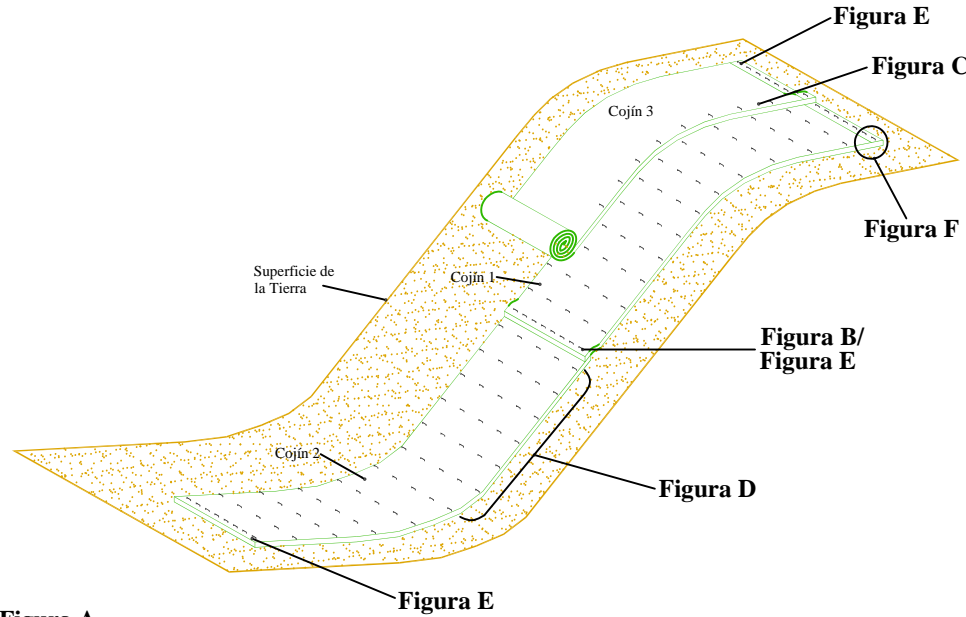 Figura E
Figura C
Cojín 3
Figura F
Superficie de
la Tierra
Cojín 1
Figura B/
Figura E
Cojín 2
Figura D
Figura E
Figura A